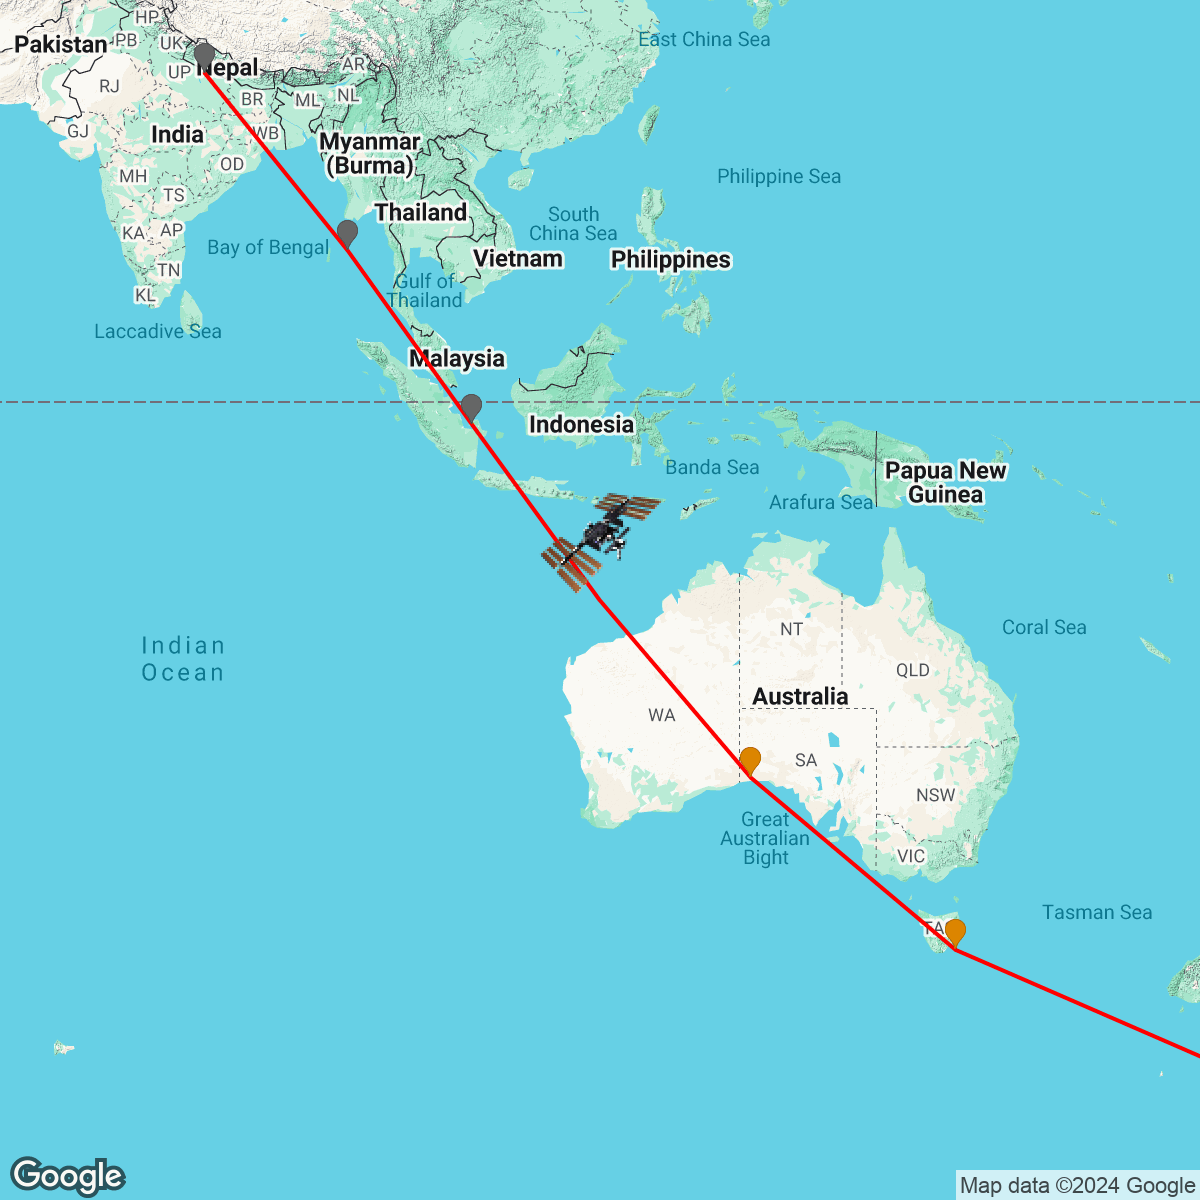 East China Sea
HP
Pakistan
PB
UK
Nepal
AR
UP
RJ
BR
ML
NL
GJ
India
WB
Myanmar
(Burma)
OD
MH
Philippine Sea
TS
Thailand
South
China Sea
KA
AP
Bay of Bengal
Vietnam
Philippines
TN
Gulf of
Thailand
KL
Laccadive Sea
Malaysia
Indonesia
Banda Sea
Papua New
Guinea
Arafura Sea
Indian
Ocean
NT
Coral Sea
QLD
Australia
WA
SA
NSW
Great
Australian
Bight
VIC
Tasman Sea
TAS
Google
Map data ©2024 Google